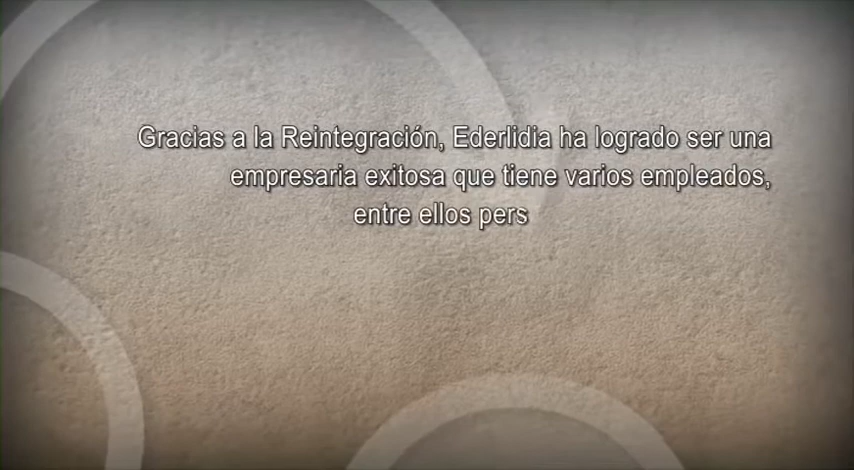 Gracias a la Reintegración, Ederlidia ha logrado ser una
empresaria exitosa que tiene varios empleados,
entre ellos pers